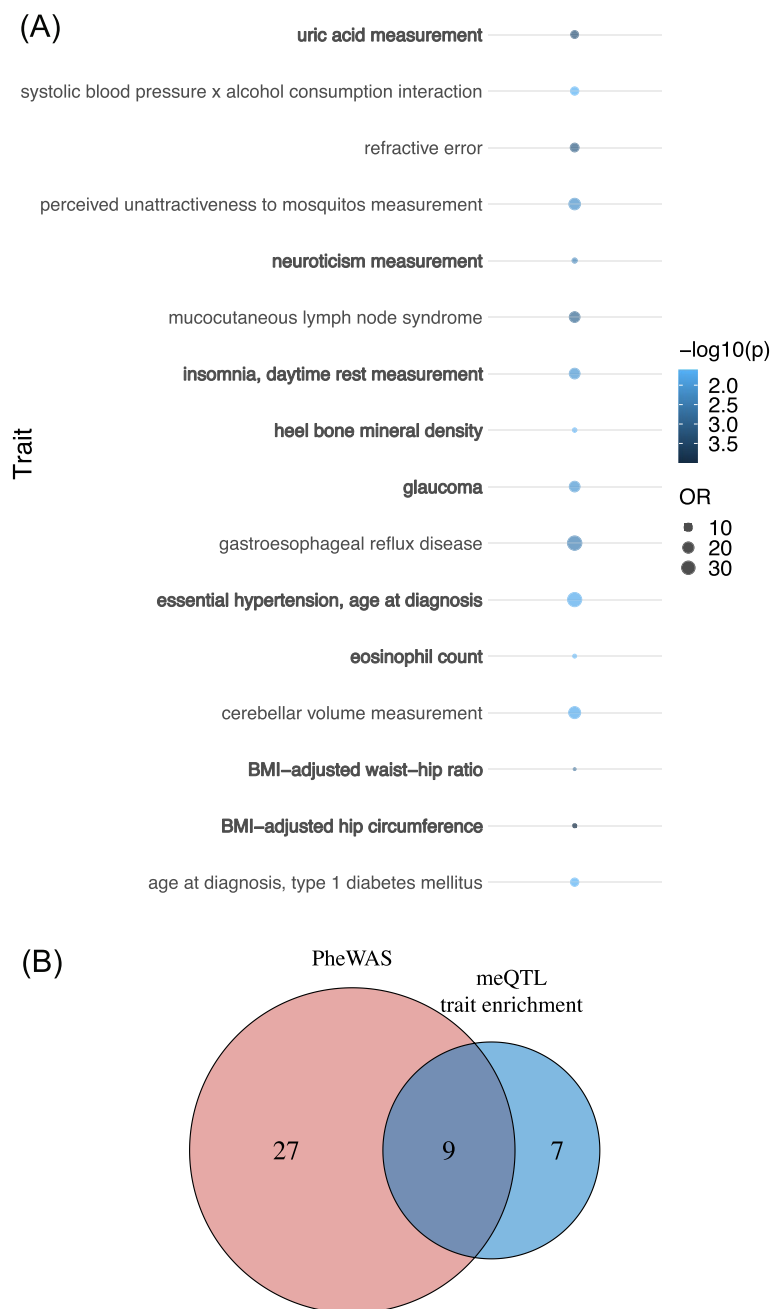 (A)
uric acid measurement
systolic blood pressure x alcohol consumption interaction
refractive error
perceived unattractiveness to mosquitos measurement
neuroticism measurement
mucocutaneous lymph node syndrome
insomnia, daytime rest measurement
heel bone mineral density
glaucoma
gastroesophageal reflux disease
essential hypertension, age at diagnosis
eosinophil count
cerebellar volume measurement
BMI−adjusted waist−hip ratio
BMI−adjusted hip circumference
age at diagnosis, type 1 diabetes mellitus
Trait
−log10(p)
2.0
2.5
3.0
3.5
OR
10
20
30
(B)
PheWAS
meQTL
trait enrichment
27
9
7